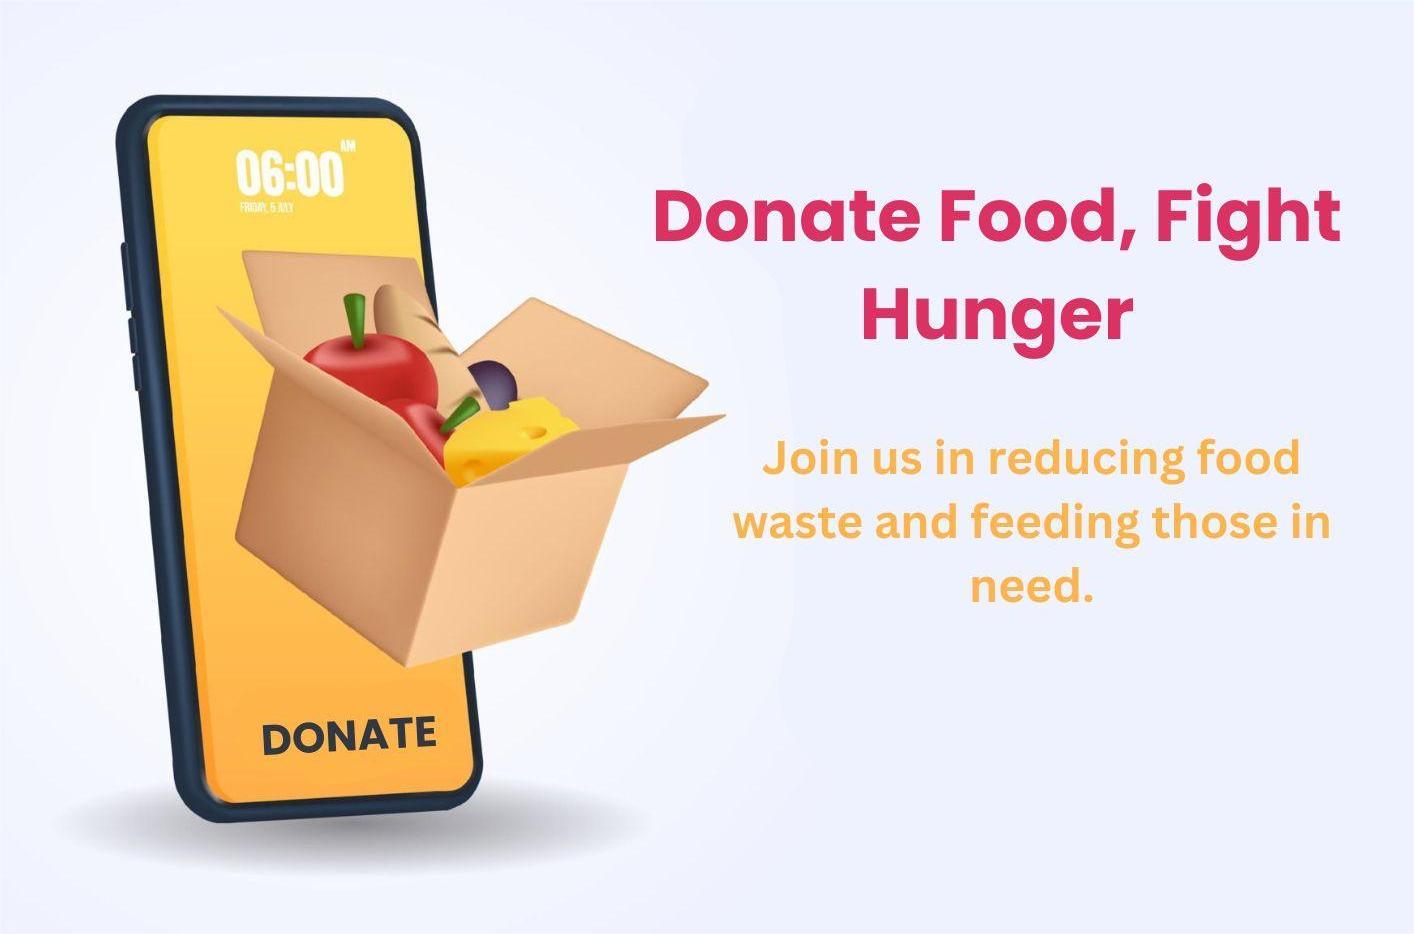 06:00 AM
FRIDAY, 5 JULY
DONATE
Donate Food, Fight
Hunger
Join us in reducing food
waste and feeding those in
need.